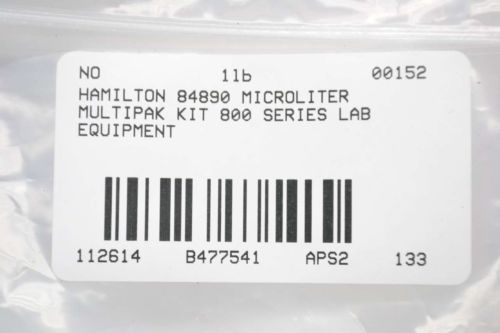 NO 1lb 00152
HAMILTON 84890 MICROLITER
MULTIPAK KIT 800 SERIES LAB
EQUIPMENT
112614 B477541 APS2 133